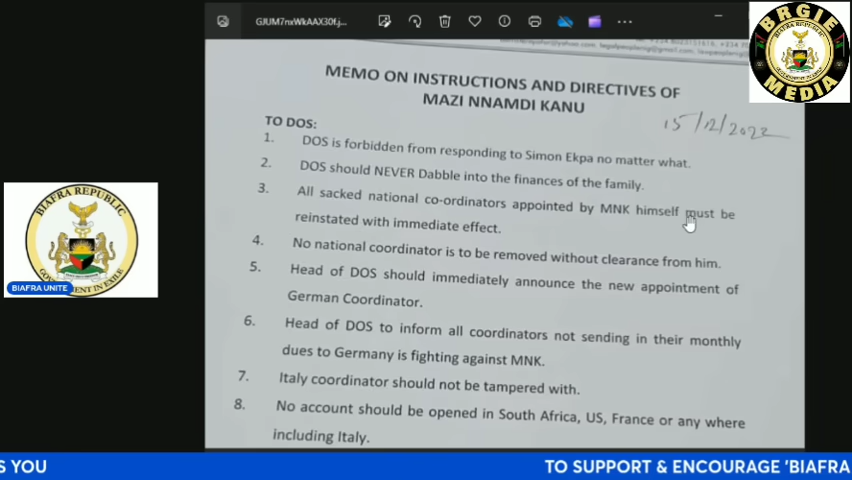 GJUM7nxWkAAX30f.j...
BRGIE
MEDIA
MEMO ON INSTRUCTIONS AND DIRECTIVES OF
MAZI NNAMDI KANU
15/12/2022
TO DOS:
1. DOS is forbidden from responding to Simon Ekpa no matter what.
2. DOS should NEVER Dabble into the finances of the family.
3. All sacked national co-ordinators appointed by MNK himself must be
reinstated with immediate effect.
4. No national coordinator is to be removed without clearance from him.
5. Head of DOS should immediately announce the new appointment of
German Coordinator.
6. Head of DOS to inform all coordinators not sending in their monthly
dues to Germany is fighting against MNK.
7. Italy coordinator should not be tampered with.
8. No account should be opened in South Africa, US, France or any where
including Italy.
BIAFRA REPUBLIC
GOVERNMENT IN EXILE
BIAFRA UNITE
S YOU
TO SUPPORT & ENCOURAGE 'BIAFRA